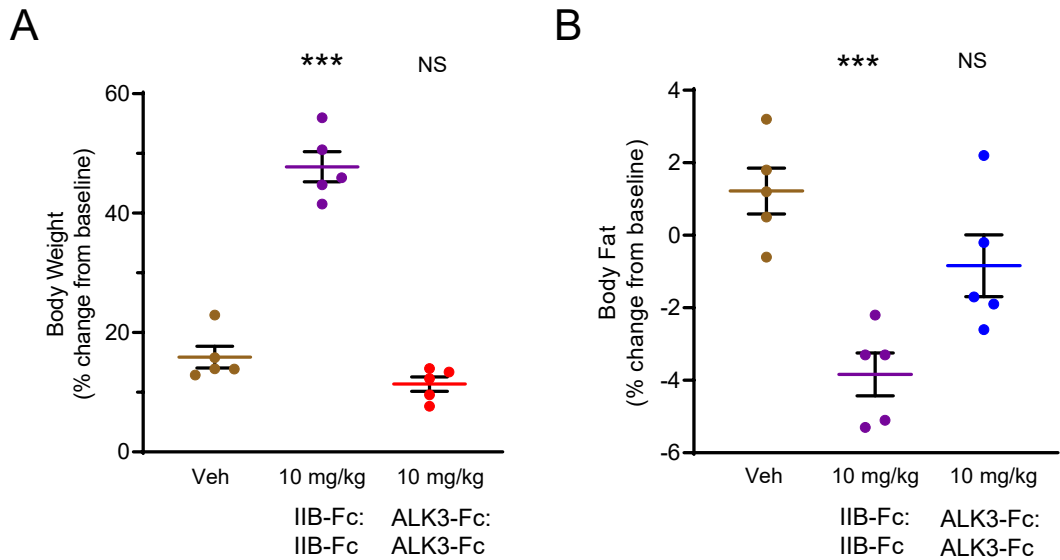 A
*** NS
Body Weight
(% change from baseline)
60
40
20
0
Veh 10 mg/kg 10 mg/kg
IIB-Fc: ALK3-Fc:
IIB-Fc ALK3-Fc
B
*** NS
Body Fat
(% change from baseline)
4
2
0
-2
-4
-6
Veh 10 mg/kg 10 mg/kg
IIB-Fc: ALK3-Fc:
IIB-Fc ALK3-Fc